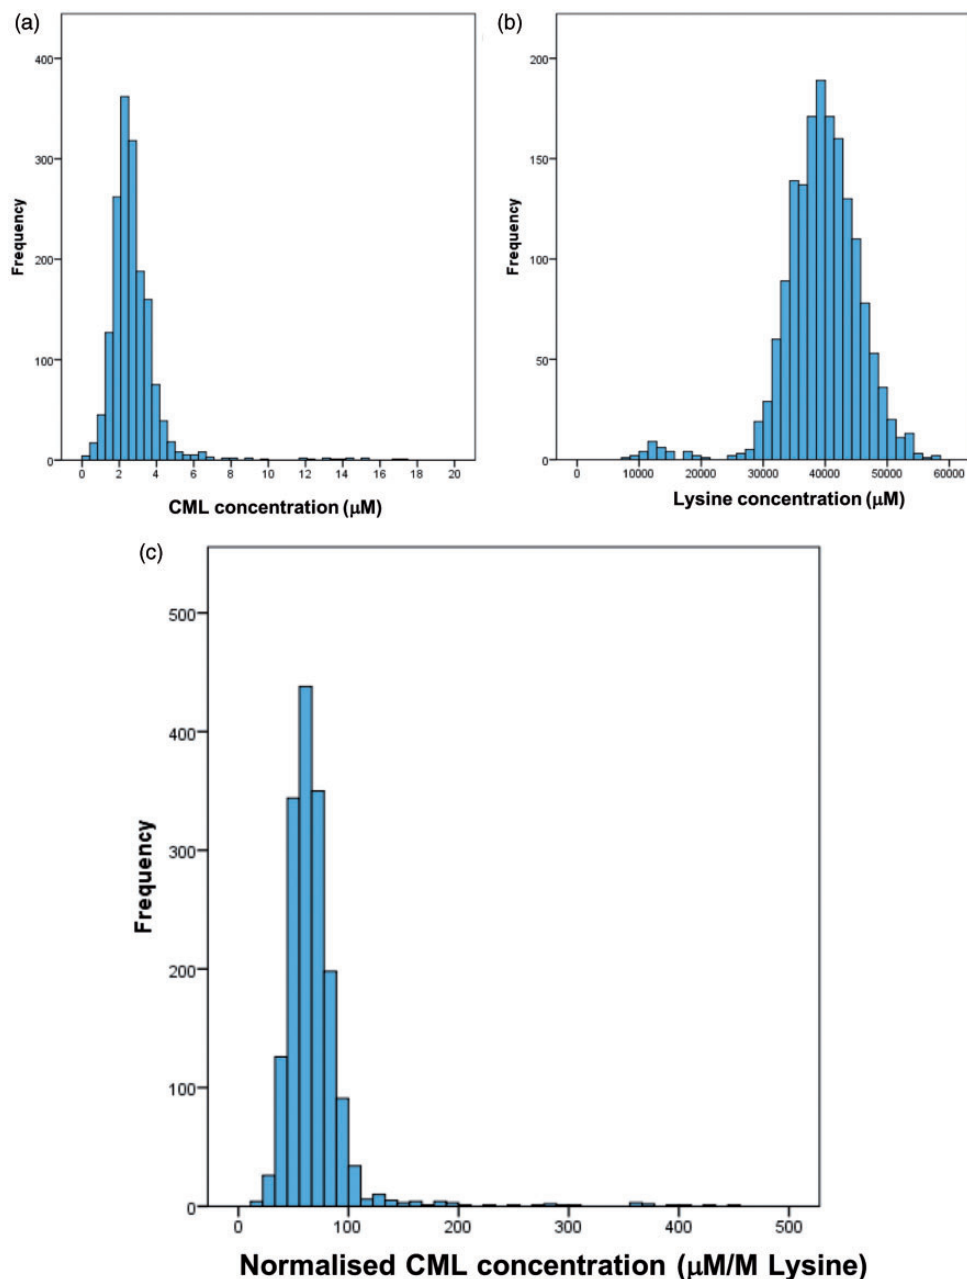 (a)
400
300
200
100
0
Frequency
0 2 4 6 8 10 12 14 16 18 20
CML concentration (μM)
(b)
200
150
100
50
0
Frequency
0 10000 20000 30000 40000 50000 60000
Lysine concentration (μM)
(c)
500
400
300
200
100
0
Frequency
0 100 200 300 400 500
Normalised CML concentration (μM/M Lysine)